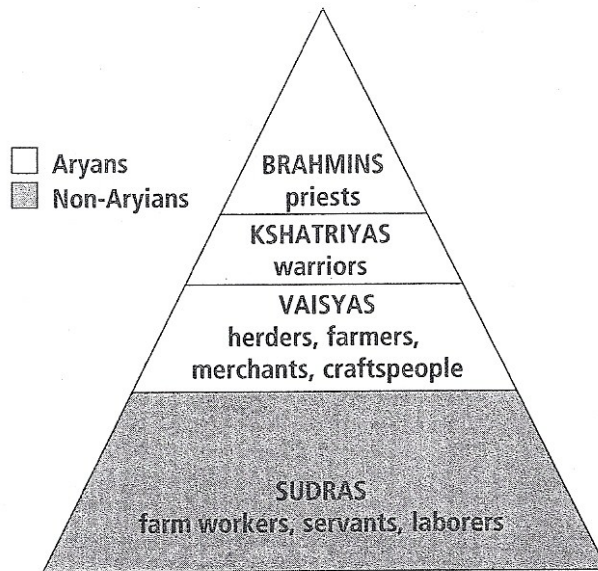 Aryans
Non-Aryians
BRAHMINS
priests
KSHATRIYAS
warriors
VAISYAS
herders, farmers,
merchants, craftspeople
SUDRAS
farm workers, servants, laborers